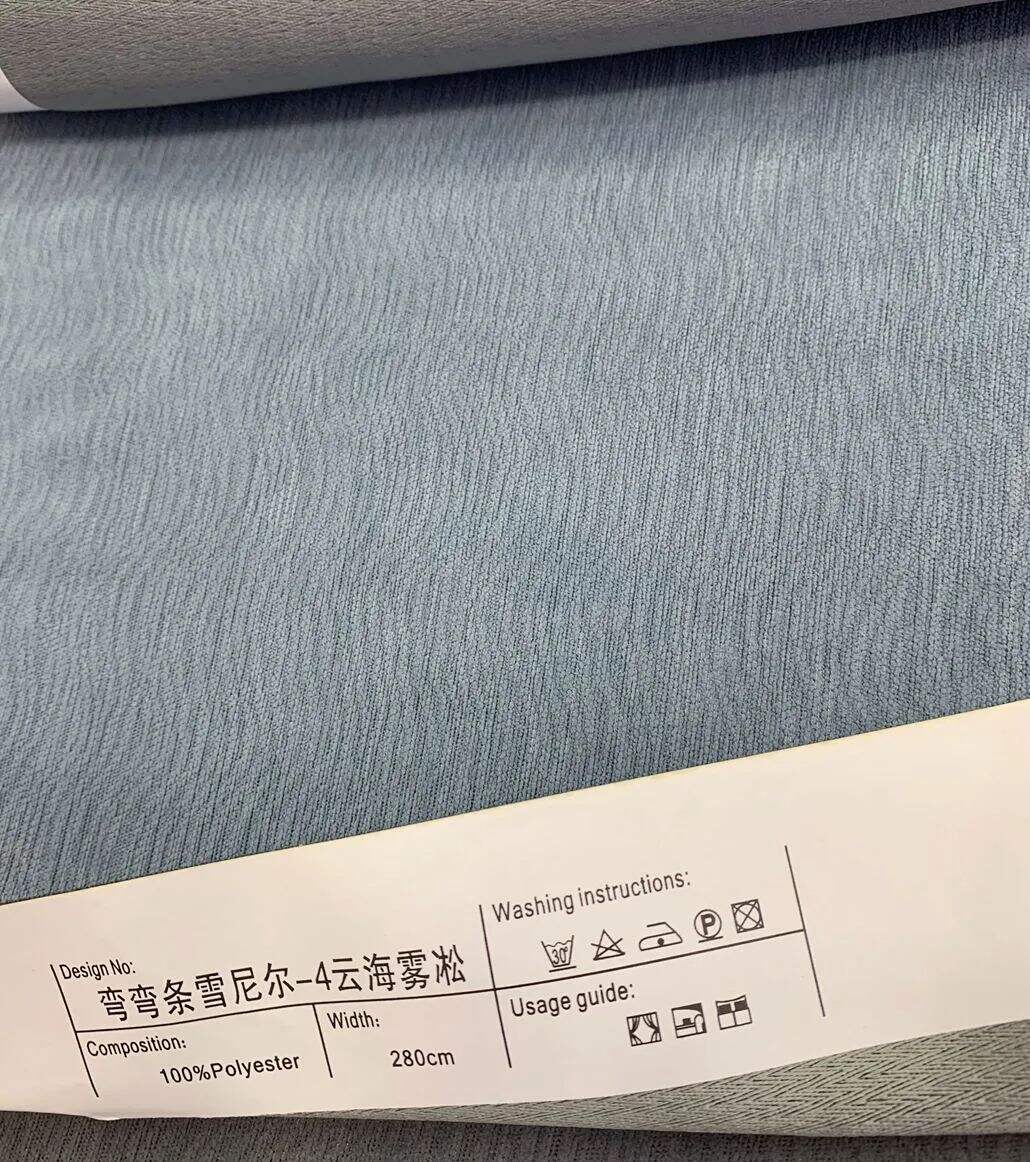 Design No:
弯弯条雪尼尔-4云海雾凇
Composition:
100%Polyester
Width:
280cm
Washing instructions:
30°
P
Usage guide: